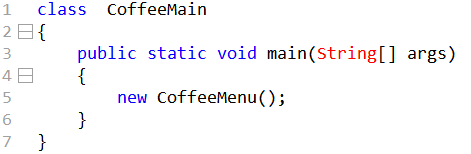 1 class  CoffeeMain
2 {
3     public static void main(String[] args)
4     {
5         new CoffeeMenu();
6     }
7 }